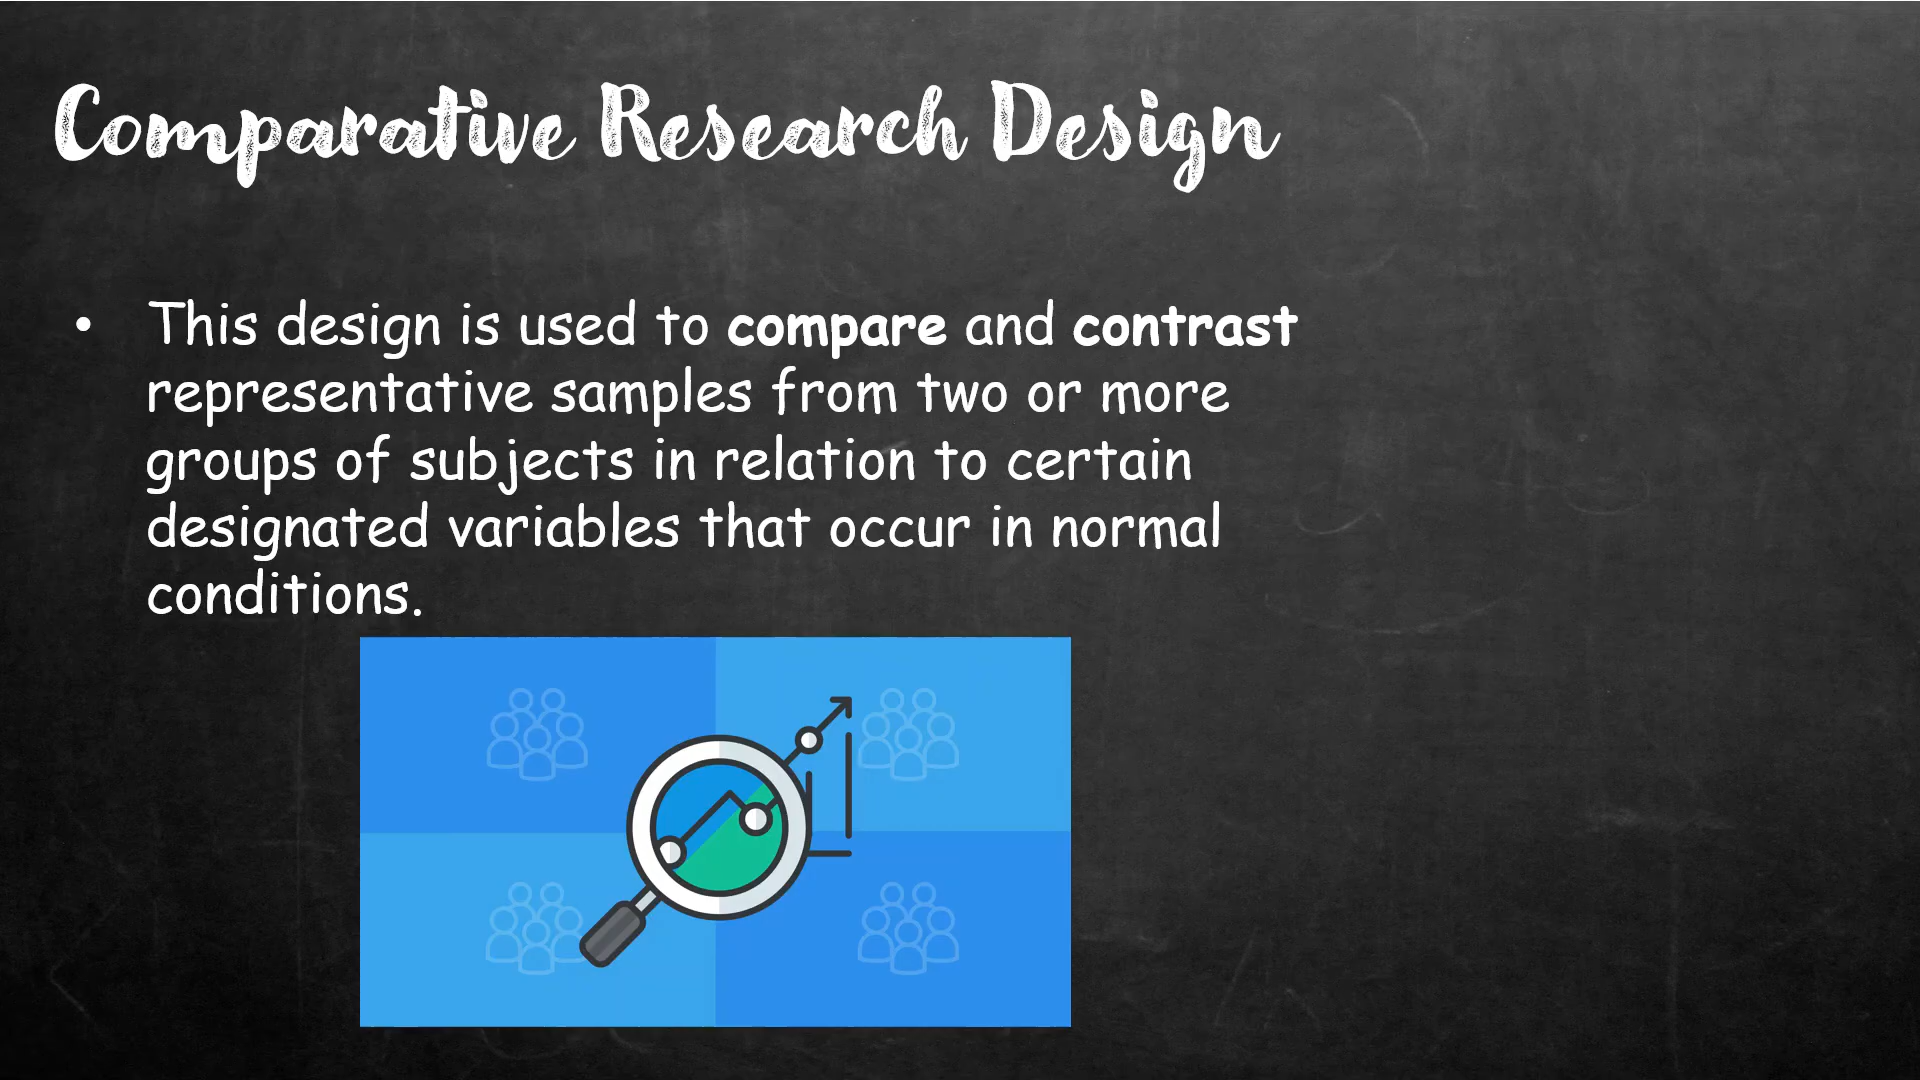 Comparative Research Design
• This design is used to compare and contrast
representative samples from two or more
groups of subjects in relation to certain
designated variables that occur in normal
conditions.